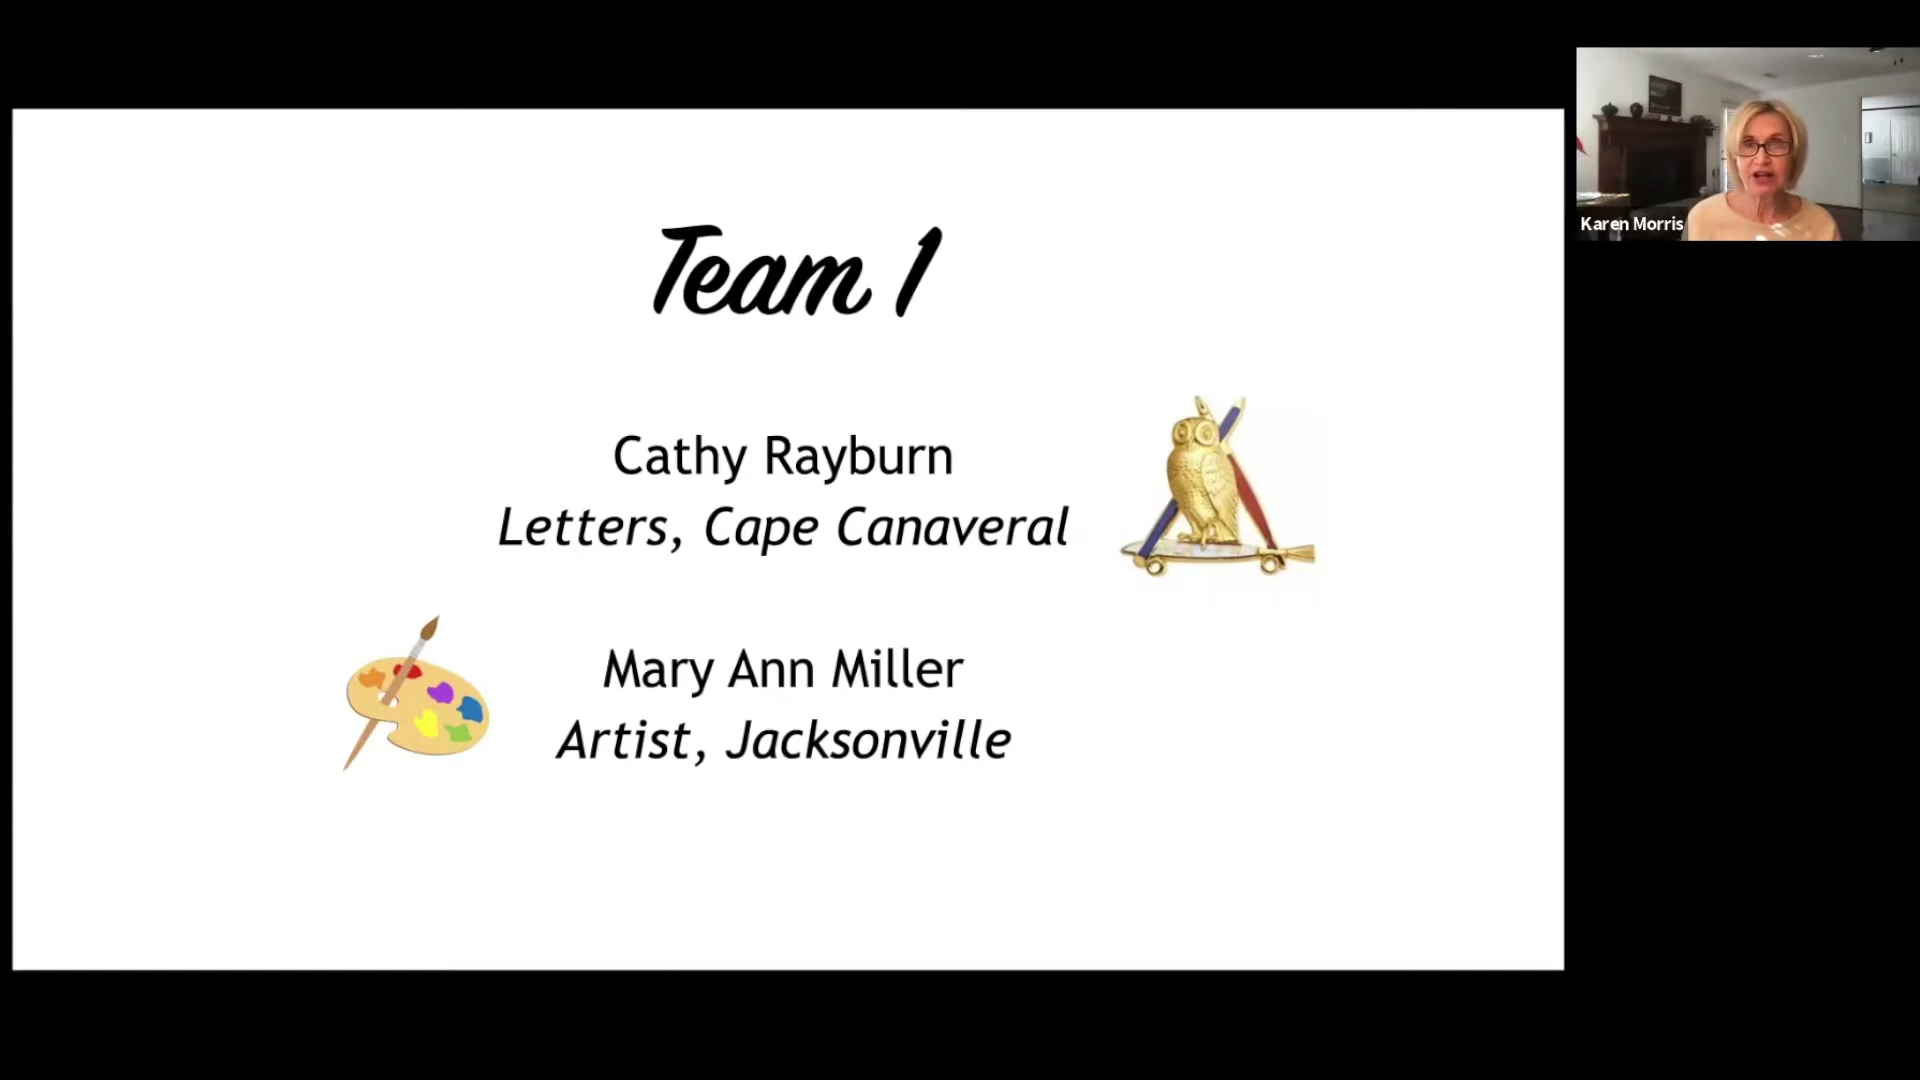 Team 1
Cathy Rayburn
Letters, Cape Canaveral
Mary Ann Miller
Artist, Jacksonville
Karen Morris